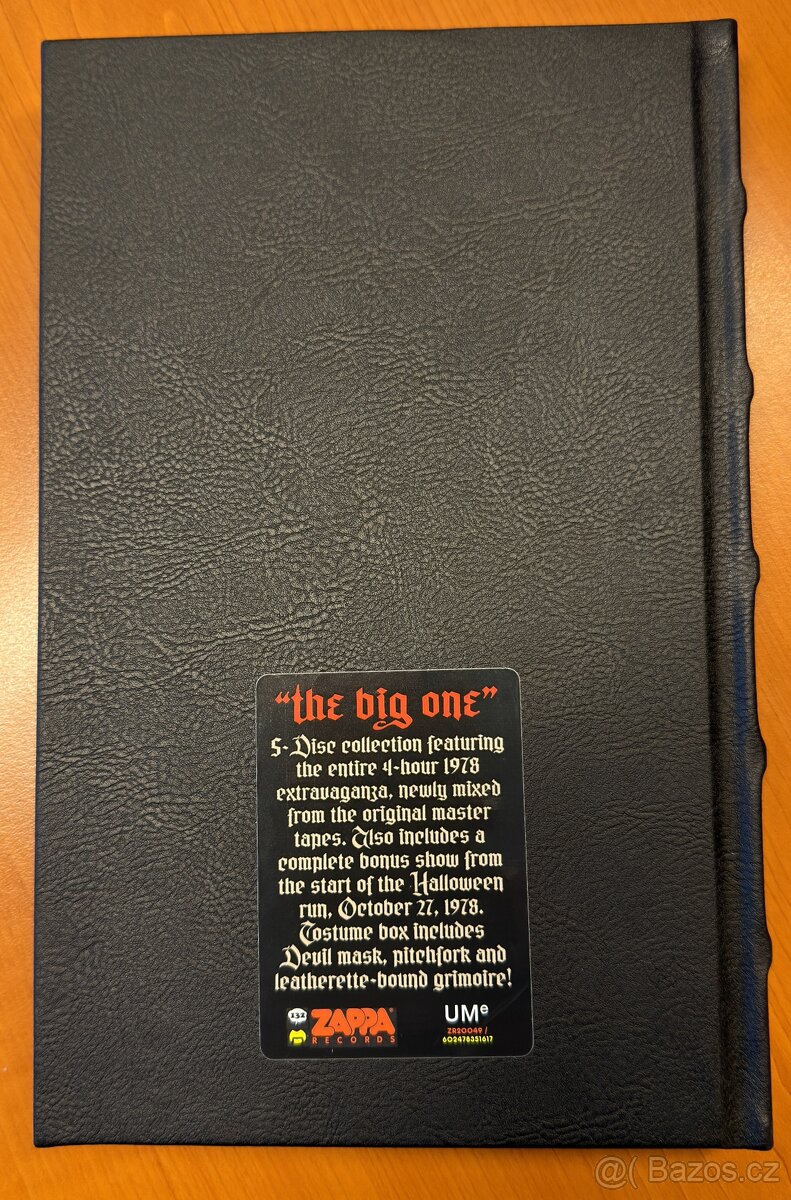 “the big one”
5-Disc collection featuring
the entire 4-hour 1978
extravaganza, newly mixed
from the original master
tapes. Also includes a
complete bonus show from
the start of the Halloween
run, October 27, 1978.
Costume box includes
Devil mask, pitchfork and
leatherette-bound grimoire!
132
ZAPPA
RECORDS
UMe
ZR20049 /
602478351617
@( Bazos.cz